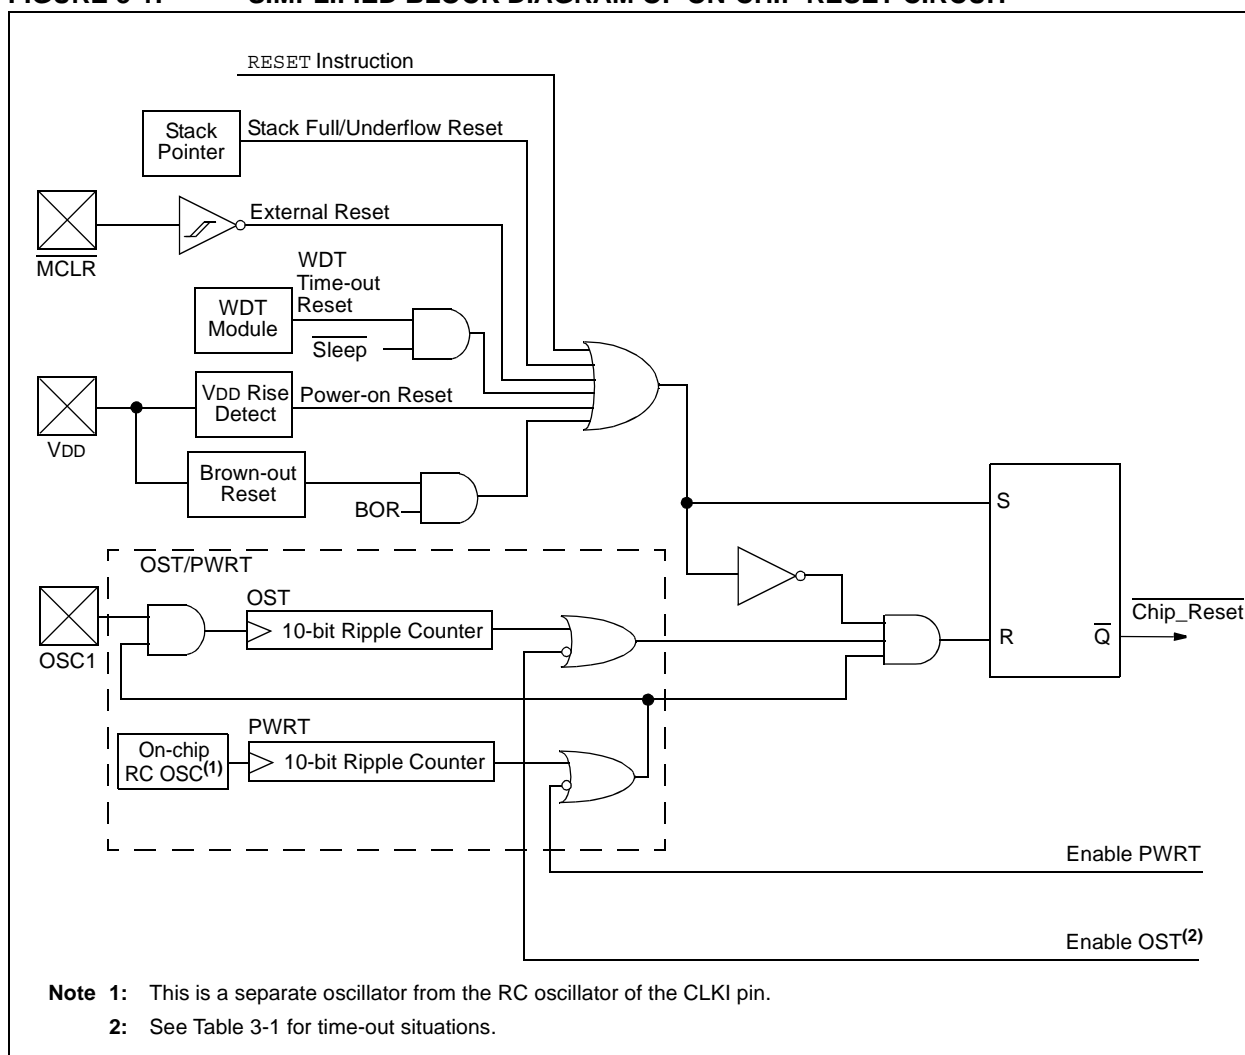 RESET Instruction
Stack
Pointer
Stack Full/Underflow Reset
External Reset
MCLR
WDT
Time-out
Reset
WDT
Module
Sleep
VDD Rise
Detect
Power-on Reset
VDD
Brown-out
Reset
BOR
S
OST/PWRT
OST
10-bit Ripple Counter
OSC1
Chip_Reset
R
Q
PWRT
On-chip
RC OSC(1)
10-bit Ripple Counter
Enable PWRT
Enable OST(2)
Note 1: This is a separate oscillator from the RC oscillator of the CLKI pin.
2: See Table 3-1 for time-out situations.